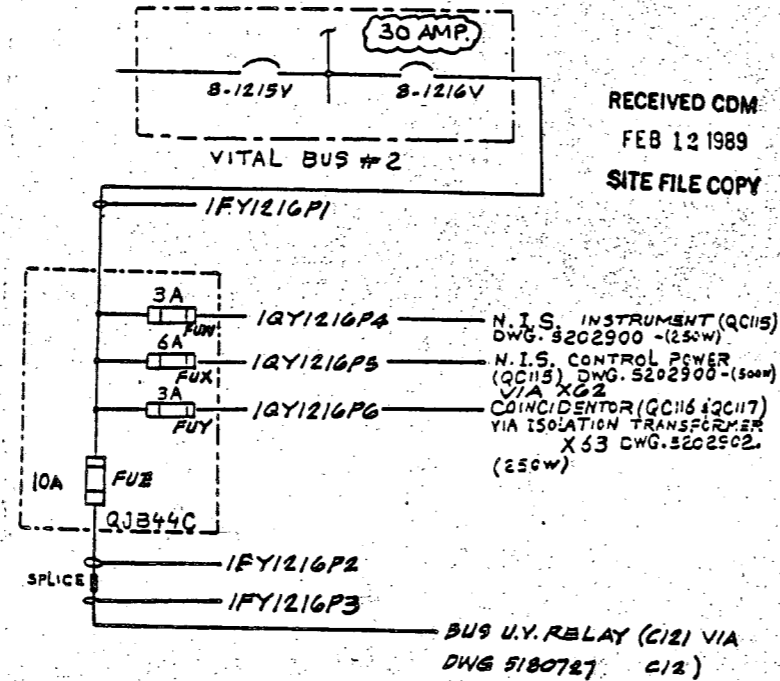 30 AMP.
8-1215V
8-1216V
VITAL BUS #2
RECEIVED CDM
FEB 12 1989
SITE FILE COPY
1FY1216P1
3A
FUW
1QY1216P4
N.I.S. INSTRUMENT (QC115)
DWG. 5202900 -(250W)
6A
FUX
1QY1216P5
N.I.S. CONTROL POWER
(QC115) DWG. 5202900 -(500W)
VIA X62
3A
FUY
1QY1216P6
COINCIDENTOR (QC116 & QC117)
VIA ISOLATION TRANSFORMER
X63 DWG. 5202902.
(250W)
10A
FUZ
QJB44C
1FY1216P2
SPLICE
1FY1216P3
BUS U.V. RELAY (C121 VIA
DWG 5180727 C12)